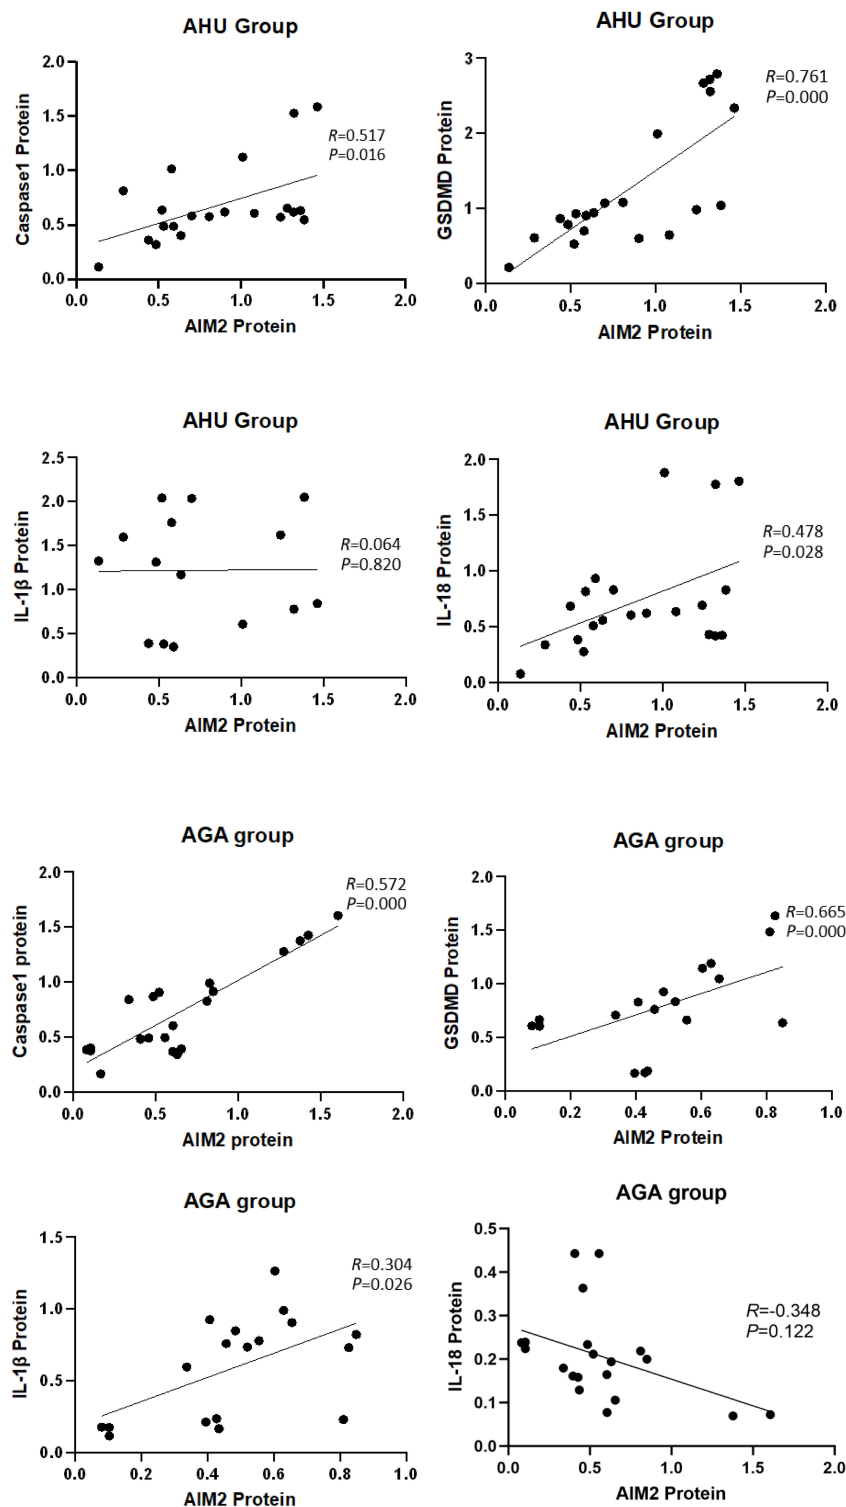 AHU Group
2.0
1.5
1.0
0.5
0.0
0.0
0.5
1.0
1.5
2.0
Caspase1 Protein
AIM2 Protein
R=0.517
P=0.016
AHU Group
3
2
1
0
0.0
0.5
1.0
1.5
2.0
GSDMD Protein
AIM2 Protein
R=0.761
P=0.000
AHU Group
2.5
2.0
1.5
1.0
0.5
0.0
0.0
0.5
1.0
1.5
2.0
IL-1β Protein
AIM2 Protein
R=0.064
P=0.820
AHU Group
2.0
1.5
1.0
0.5
0.0
0.0
0.5
1.0
1.5
2.0
IL-18 Protein
AIM2 Protein
R=0.478
P=0.028
AGA group
2.0
1.5
1.0
0.5
0.0
0.0
0.5
1.0
1.5
2.0
Caspase1 protein
AIM2 protein
R=0.572
P=0.000
AGA group
2.0
1.5
1.0
0.5
0.0
0.0
0.2
0.4
0.6
0.8
1.0
GSDMD Protein
AIM2 Protein
R=0.665
P=0.000
AGA group
1.5
1.0
0.5
0.0
0.0
0.2
0.4
0.6
0.8
1.0
IL-1β Protein
AIM2 Protein
R=0.304
P=0.026
AGA group
0.5
0.4
0.3
0.2
0.1
0.0
0.0
0.5
1.0
1.5
2.0
IL-18 Protein
AIM2 Protein
R=-0.348
P=0.122